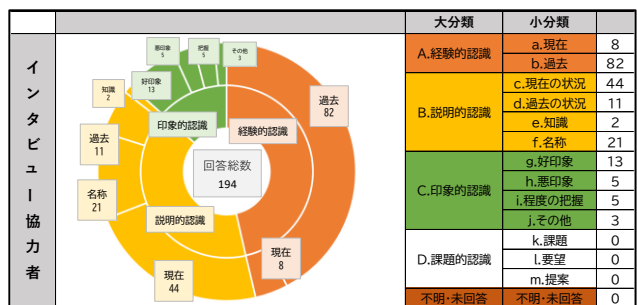 大分類 小分類
インタビュー協力者
悪印象
5
把握
5
その他
3
好印象
13
知識
2
過去
82
印象的認識
経験的認識
過去
11
回答総数
194
名称
21
説明的認識
現在
8
現在
44
A.経験的認識
a.現在 8
b.過去 82
B.説明的認識
c.現在の状況 44
d.過去の状況 11
e.知識 2
f.名称 21
C.印象的認識
g.好印象 13
h.悪印象 5
i.程度の把握 5
j.その他 3
D.課題的認識
k.課題 0
l.要望 0
m.提案 0
不明・未回答 不明・未回答 0